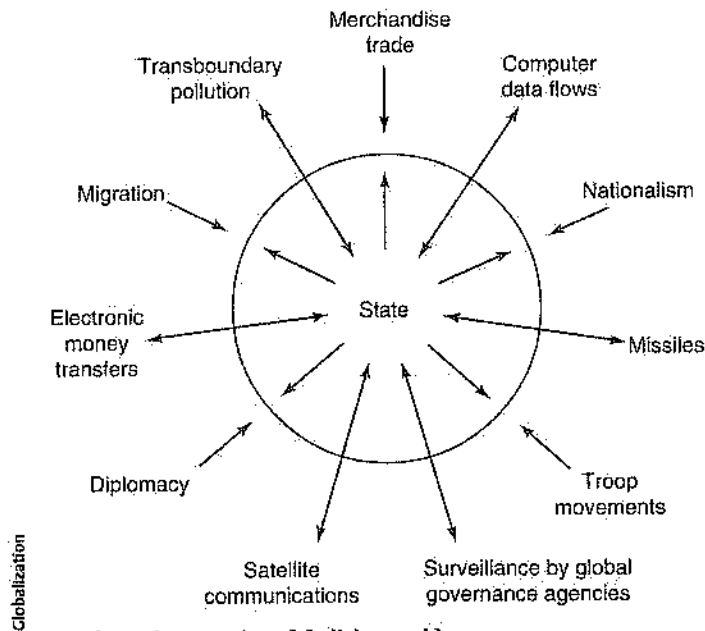 Merchandise
trade
Transboundary
pollution
Computer
data flows
Migration
Nationalism
State
Electronic
money
transfers
Missiles
Diplomacy
Troop
movements
Satellite
communications
Surveillance by global
governance agencies
Globalization